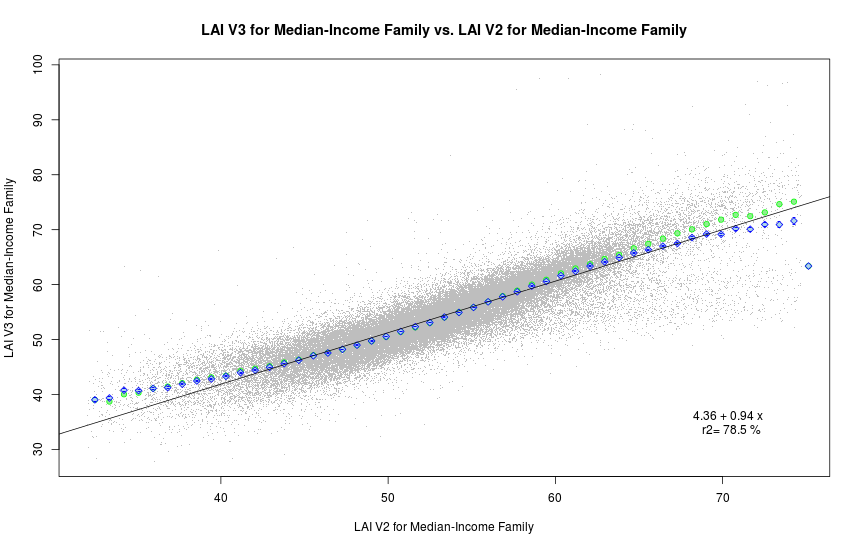 LAI V3 for Median-Income Family vs. LAI V2 for Median-Income Family
LAI V3 for Median-Income Family
100
90
80
70
60
50
40
30
4.36 + 0.94 x
r2= 78.5 %
40
50
60
70
LAI V2 for Median-Income Family